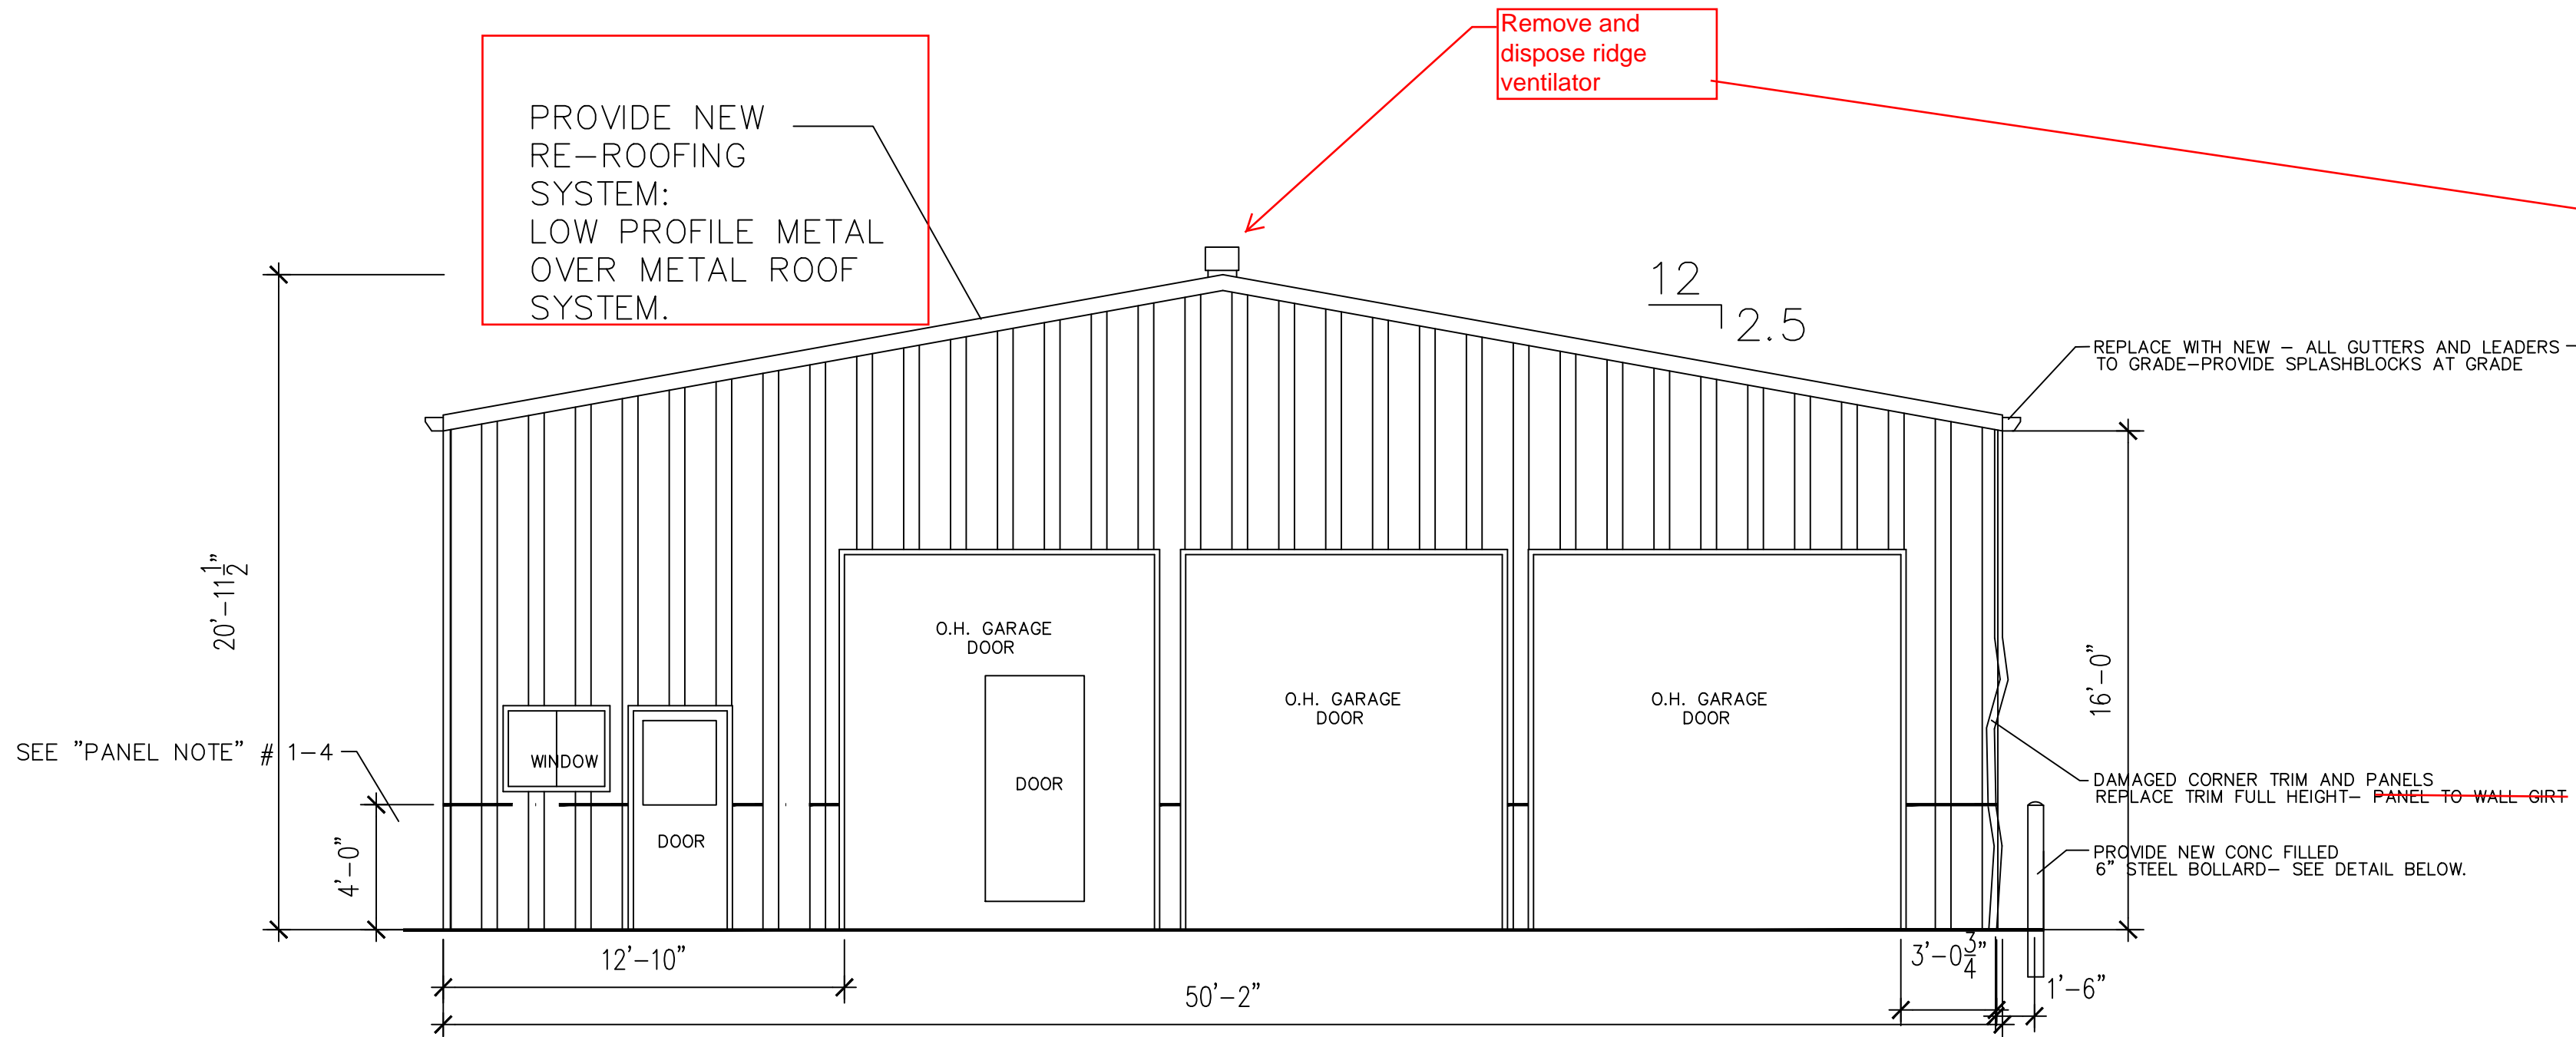 Remove and
dispose ridge
ventilator
PROVIDE NEW
RE-ROOFING
SYSTEM:
LOW PROFILE METAL
OVER METAL ROOF
SYSTEM.
12
2.5
REPLACE WITH NEW - ALL GUTTERS AND LEADERS
TO GRADE-PROVIDE SPLASHBLOCKS AT GRADE
20'-11 1/2"
16'-0"
O.H. GARAGE
DOOR
O.H. GARAGE
DOOR
O.H. GARAGE
DOOR
SEE "PANEL NOTE" # 1-4
WINDOW
DOOR
DOOR
4'-0"
DAMAGED CORNER TRIM AND PANELS
REPLACE TRIM FULL HEIGHT- PANEL TO WALL GIRT
PROVIDE NEW CONC FILLED
6" STEEL BOLLARD- SEE DETAIL BELOW.
12'-10"
3'-0 3/4"
50'-2"
1'-6"